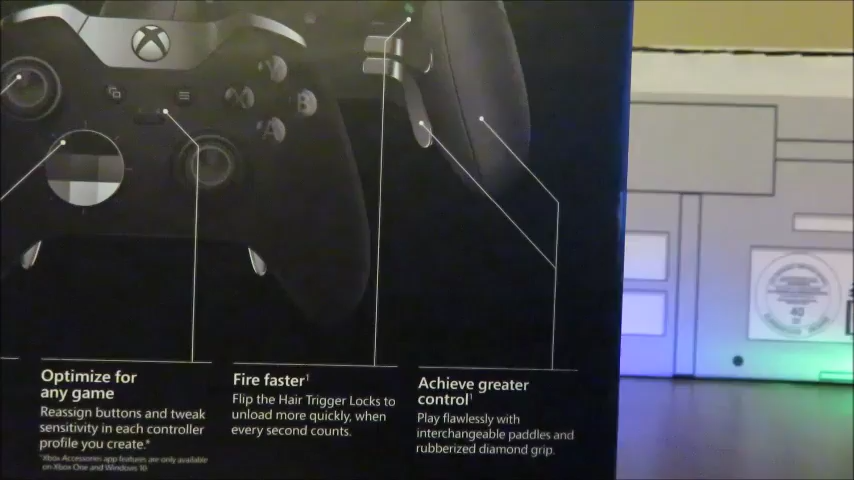 Y
X
B
A
Optimize for
any game
Reassign buttons and tweak
sensitivity in each controller
profile you create.*
*Xbox Accessories app features are only available
on Xbox One and Windows 10
Fire faster¹
Flip the Hair Trigger Locks to
unload more quickly, when
every second counts.
Achieve greater
control¹
Play flawlessly with
interchangeable paddles and
rubberized diamond grip.